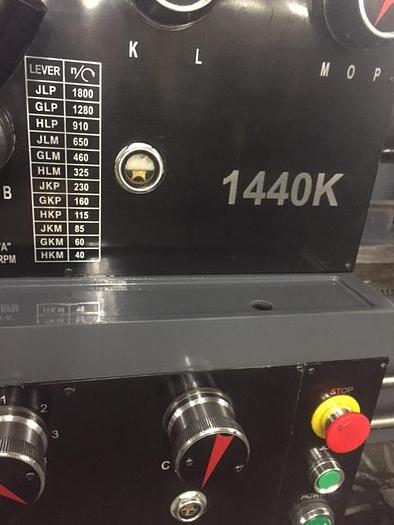 K L
M O P
LEVER n/
JLP 1800
GLP 1280
HLP 910
JLM 650
GLM 460
HLM 325
JKP 230
GKP 160
HKP 115
JKM 85
GKM 60
HKM 40
B
A"
RPM
1440K
1
2
3
C
STOP